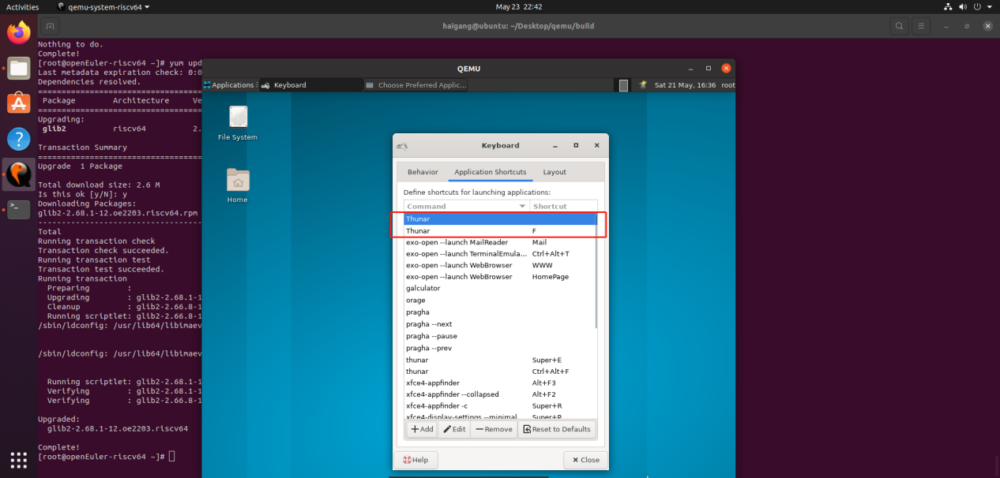 Activities
qemu-system-riscv64
May 23 22:42
haigang@ubuntu: ~/Desktop/qemu/build
Nothing to do.
Complete!
[root@openEuler-riscv64 ~]# yum upd
Last metadata expiration check: 0:0
Dependencies resolved.
================================
Package Architecture Ve
================================
Upgrading:
glib2 riscv64 2.
Transaction Summary
================================
Upgrade 1 Package
Total download size: 2.6 M
Is this ok [y/N]: y
Downloading Packages:
glib2-2.68.1-12.oe2203.riscv64.rpm
--------------------------------
Total
Running transaction check
Transaction check succeeded.
Running transaction test
Transaction test succeeded.
Running transaction
Preparing :
Upgrading : glib2-2.68.1-1
Cleanup : glib2-2.66.8-1
Running scriptlet: glib2-2.66.8-1
/sbin/ldconfig: /usr/lib64/libimaev
/sbin/ldconfig: /usr/lib64/libimaev
Running scriptlet: glib2-2.68.1-1
Verifying : glib2-2.68.1-1
Verifying : glib2-2.66.8-1
Upgraded:
glib2-2.68.1-12.oe2203.riscv64
Complete!
[root@openEuler-riscv64 ~]#
QEMU
Applications
Keyboard
Choose Preferred Applic...
Sat 21 May, 16:36 root
File System
Home
Keyboard
Behavior Application Shortcuts Layout
Define shortcuts for launching applications:
Command Shortcut
Thunar
Thunar F
exo-open --launch MailReader Mail
exo-open --launch TerminalEmula... Ctrl+Alt+T
exo-open --launch WebBrowser WWW
exo-open --launch WebBrowser HomePage
galculator
orage
pragha
pragha --next
pragha --pause
pragha --prev
thunar Super+E
thunar Ctrl+Alt+F
xfce4-appfinder Alt+F3
xfce4-appfinder --collapsed Alt+F2
xfce4-appfinder -c Super+R
xfce4-display-settings --minimal Super+P
Add Edit Remove Reset to Defaults
Help Close